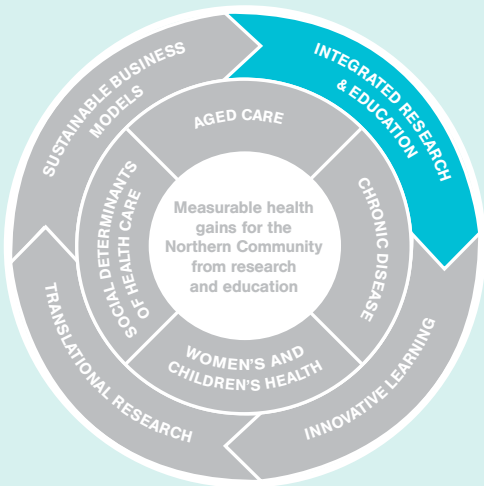 SUSTAINABLE BUSINESS
MODELS
INTEGRATED RESEARCH
& EDUCATION
INNOVATIVE LEARNING
TRANSLATIONAL RESEARCH
AGED CARE
CHRONIC DISEASE
WOMEN'S AND
CHILDREN'S HEALTH
SOCIAL DETERMINANTS
OF HEALTH CARE
Measurable health
gains for the
Northern Community
from research
and education